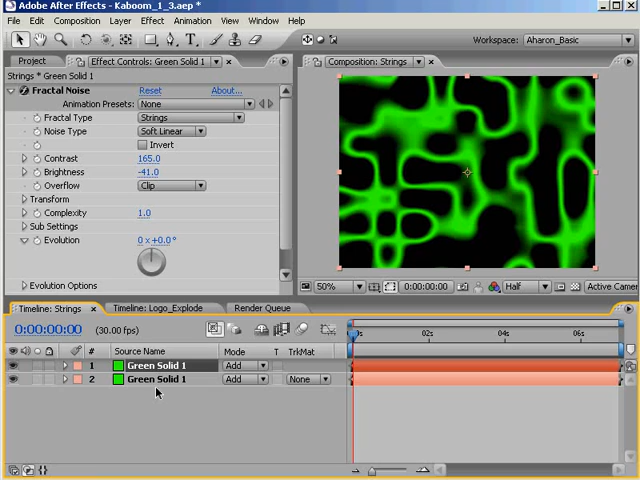 Adobe After Effects - Kaboom_1_3.aep *
File Edit Composition Layer Effect Animation View Window Help
Workspace: Aharon_Basic
Project Effect Controls: Green Solid 1 Composition: Strings
Strings * Green Solid 1
Fractal Noise Reset About...
Animation Presets: None
Fractal Type Strings
Noise Type Soft Linear
Invert
Contrast 165.0
Brightness -41.0
Overflow Clip
Transform
Complexity 1.0
Sub Settings
Evolution 0 x+0.0°
Evolution Options
50% 0:00:00:00 Half Active Camer
Timeline: Strings Timeline: Logo_Explode Render Queue
0:00:00:00 (30.00 fps) 02s 04s 06s
# Source Name Mode T TrkMat
1 Green Solid 1 Add
2 Green Solid 1 Add None